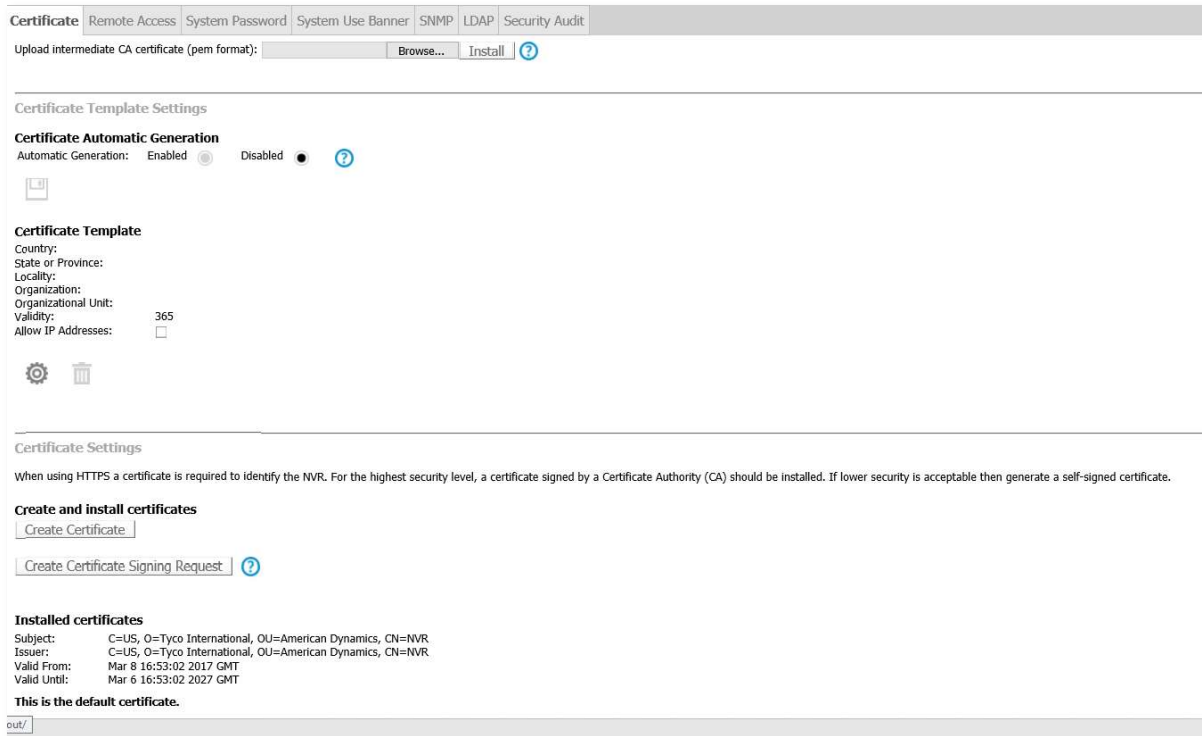 Certificate Remote Access System Password System Use Banner SNMP LDAP Security Audit
Upload intermediate CA certificate (pem format): Browse... Install ?
Certificate Template Settings
Certificate Automatic Generation
Automatic Generation: Enabled Disabled ?
Certificate Template
Country:
State or Province:
Locality:
Organization:
Organizational Unit:
Validity: 365
Allow IP Addresses:
Certificate Settings
When using HTTPS a certificate is required to identify the NVR. For the highest security level, a certificate signed by a Certificate Authority (CA) should be installed. If lower security is acceptable then generate a self-signed certificate.
Create and install certificates
Create Certificate
Create Certificate Signing Request ?
Installed certificates
Subject: C=US, O=Tyco International, OU=American Dynamics, CN=NVR
Issuer: C=US, O=Tyco International, OU=American Dynamics, CN=NVR
Valid From: Mar 8 16:53:02 2017 GMT
Valid Until: Mar 6 16:53:02 2027 GMT
This is the default certificate.
out/